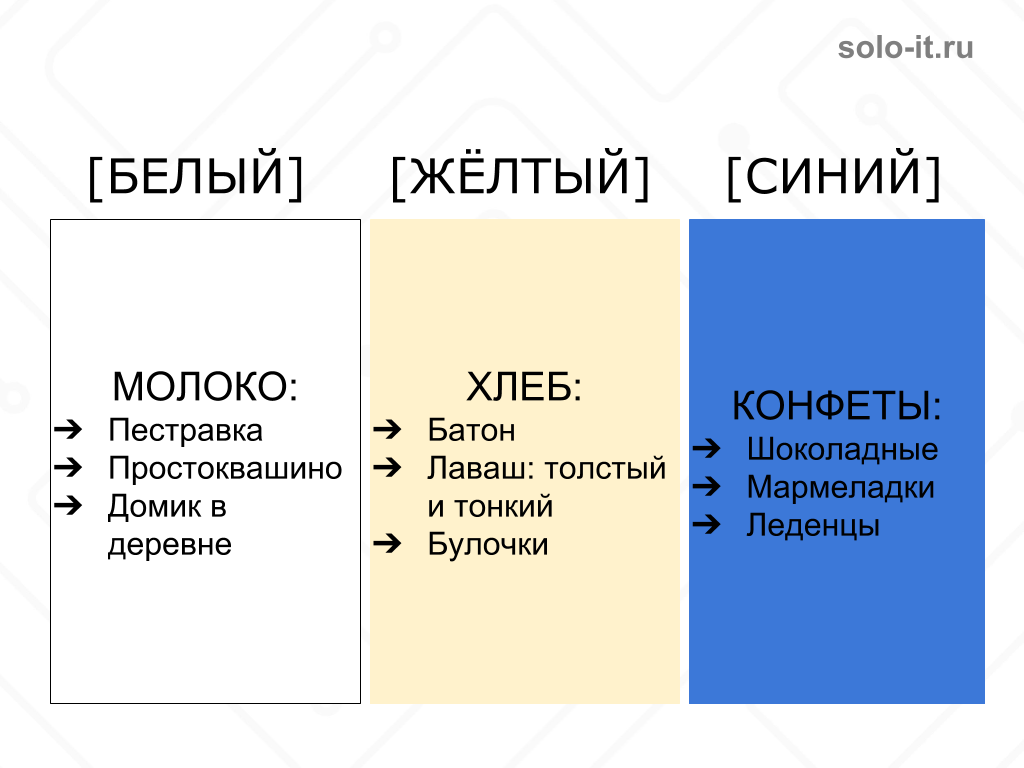 solo-it.ru
[БЕЛЫЙ]
[ЖЁЛТЫЙ]
[СИНИЙ]
МОЛОКО:
➔ Пестравка
➔ Простоквашино
➔ Домик в
деревне
ХЛЕБ:
➔ Батон
➔ Лаваш: толстый
и тонкий
➔ Булочки
КОНФЕТЫ:
➔ Шоколадные
➔ Мармеладки
➔ Леденцы